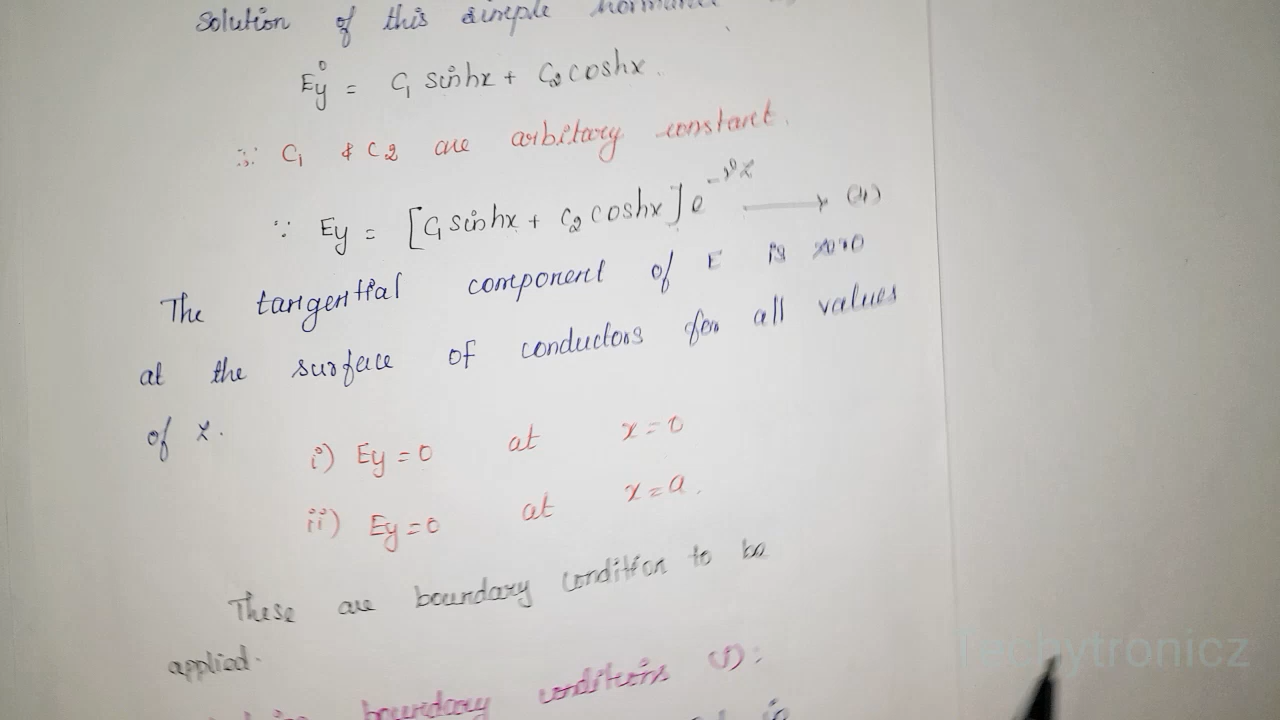 Solution of this simple
Ey° = C1 sinhx + C2 coshx.
∵ C1 & C2 are arbitary constant.
∵ Ey = [C1 sinhx + C2 coshx] e^-γz → (4)
The tangential component of E is zero
at the surface of conductors for all values
of z.
i) Ey = 0 at x = 0
ii) Ey = 0 at x = a.
These are boundary condition to be
applied.
boundary conditions (i):
Techytronicz